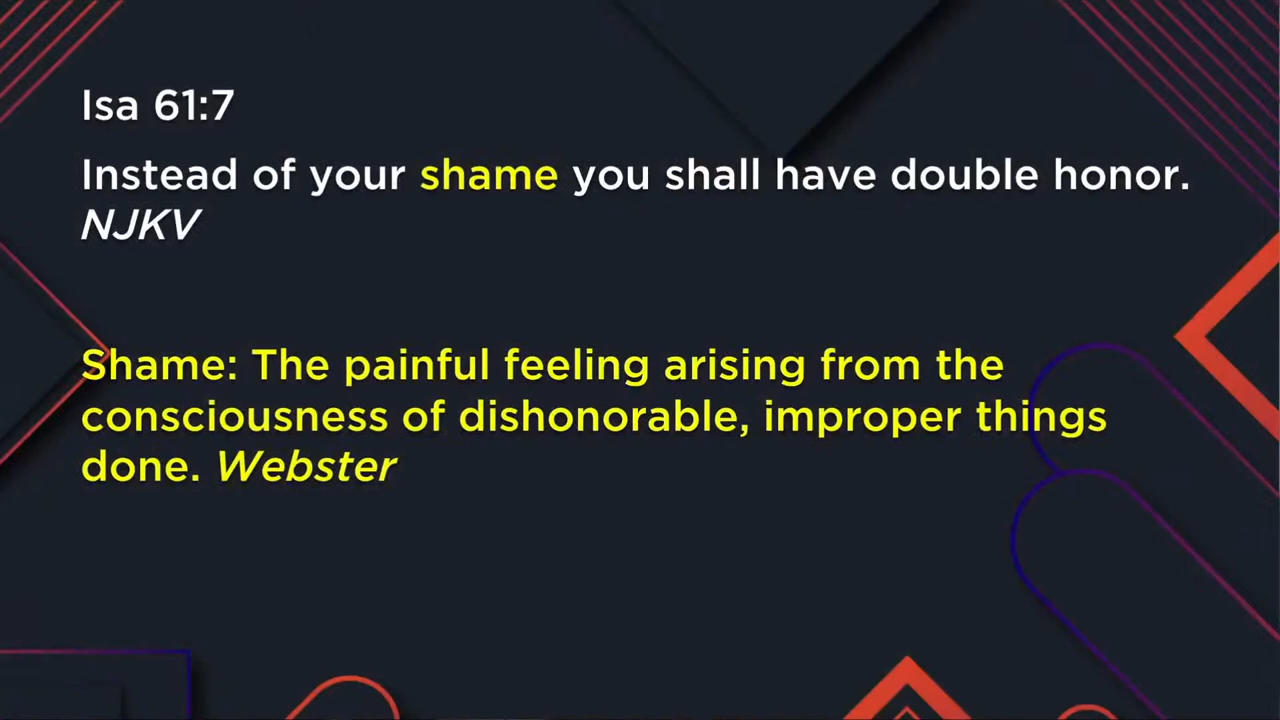 Isa 61:7
Instead of your shame you shall have double honor.
NJKV
Shame: The painful feeling arising from the
consciousness of dishonorable, improper things
done. Webster